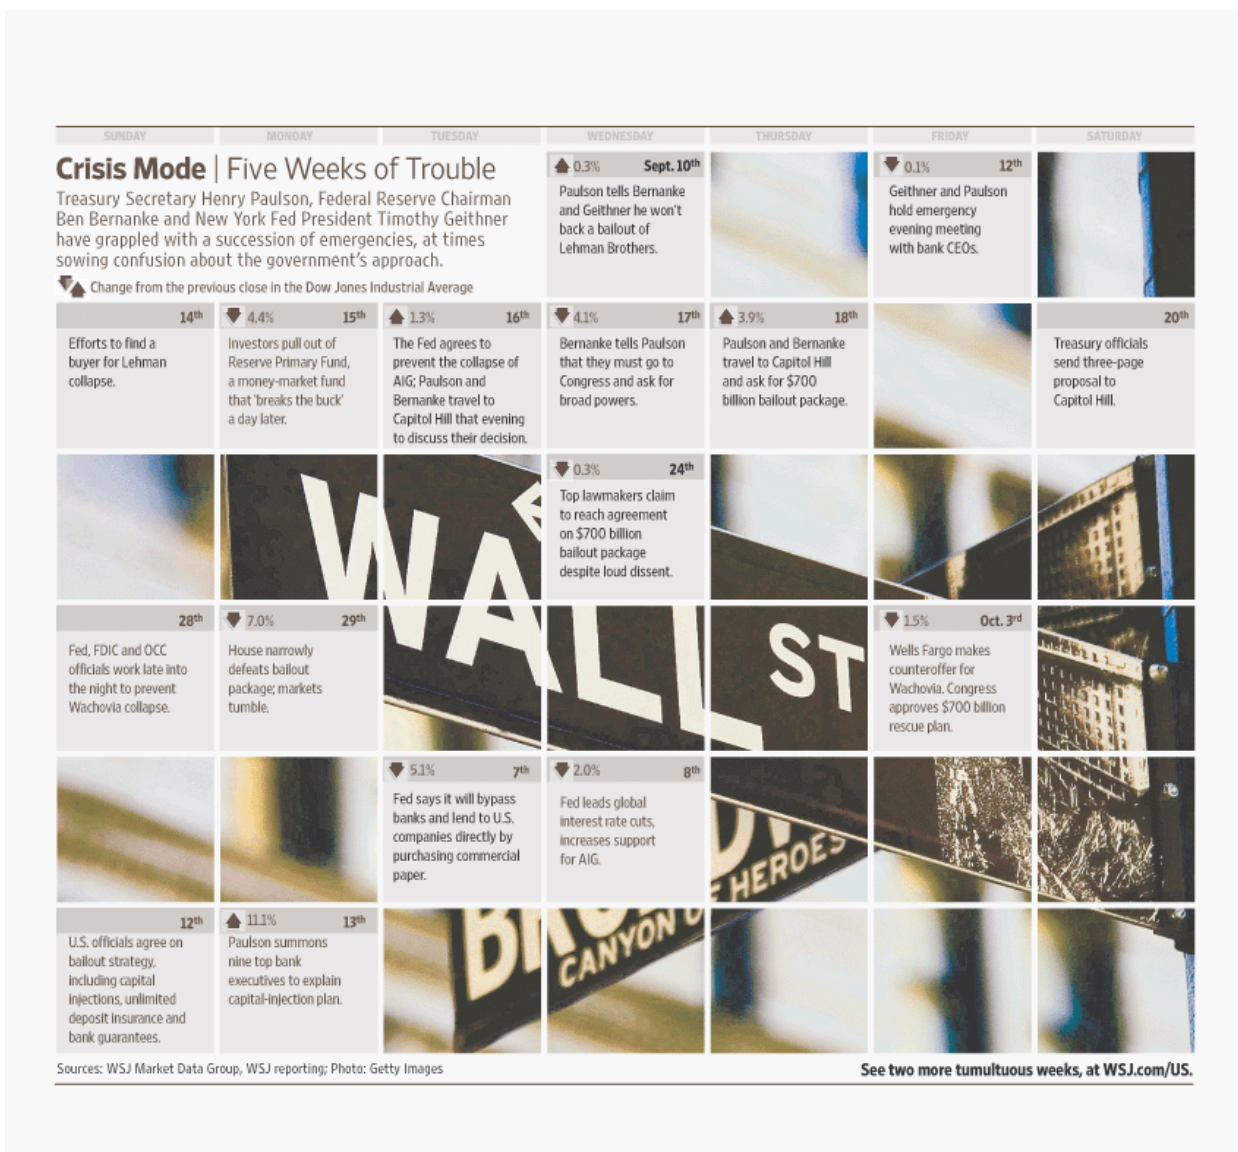 SUNDAY
MONDAY
TUESDAY
WEDNESDAY
THURSDAY
FRIDAY
SATURDAY
Crisis Mode | Five Weeks of Trouble
Treasury Secretary Henry Paulson, Federal Reserve Chairman
Ben Bernanke and New York Fed President Timothy Geithner
have grappled with a succession of emergencies, at times
sowing confusion about the government's approach.
Change from the previous close in the Dow Jones Industrial Average
0.3% Sept. 10th
Paulson tells Bernanke
and Geithner he won't
back a bailout of
Lehman Brothers.
0.1% 12th
Geithner and Paulson
hold emergency
evening meeting
with bank CEOs.
14th
Efforts to find a
buyer for Lehman
collapse.
4.4% 15th
Investors pull out of
Reserve Primary Fund,
a money-market fund
that 'breaks the buck'
a day later.
1.3% 16th
The Fed agrees to
prevent the collapse of
AIG; Paulson and
Bernanke travel to
Capitol Hill that evening
to discuss their decision.
4.1% 17th
Bernanke tells Paulson
that they must go to
Congress and ask for
broad powers.
3.9% 18th
Paulson and Bernanke
travel to Capitol Hill
and ask for $700
billion bailout package.
20th
Treasury officials
send three-page
proposal to
Capitol Hill.
0.3% 24th
Top lawmakers claim
to reach agreement
on $700 billion
bailout package
despite loud dissent.
WALL ST
28th
Fed, FDIC and OCC
officials work late into
the night to prevent
Wachovia collapse.
7.0% 29th
House narrowly
defeats bailout
package; markets
tumble.
1.5% Oct. 3rd
Wells Fargo makes
counteroffer for
Wachovia. Congress
approves $700 billion
rescue plan.
5.1% 7th
Fed says it will bypass
banks and lend to U.S.
companies directly by
purchasing commercial
paper.
2.0% 8th
Fed leads global
interest rate cuts,
increases support
for AIG.
12th
U.S. officials agree on
bailout strategy,
including capital
injections, unlimited
deposit insurance and
bank guarantees.
11.1% 13th
Paulson summons
nine top bank
executives to explain
capital-injection plan.
CANYON OF HEROES
Sources: WSJ Market Data Group, WSJ reporting; Photo: Getty Images
See two more tumultuous weeks, at WSJ.com/US.